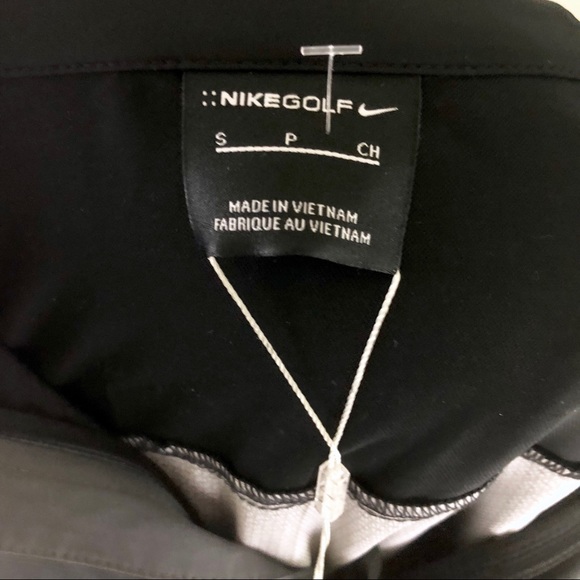 ::NIKEGOLF
S P CH
MADE IN VIETNAM
FABRIQUE AU VIETNAM